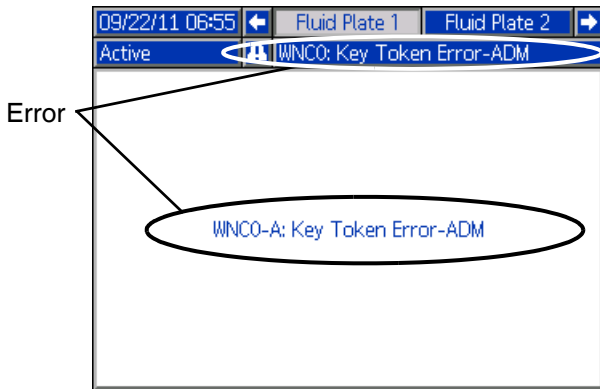 09/22/11 06:55 Fluid Plate 1 Fluid Plate 2
Active WNC0: Key Token Error-ADM
Error
WNC0-A: Key Token Error-ADM